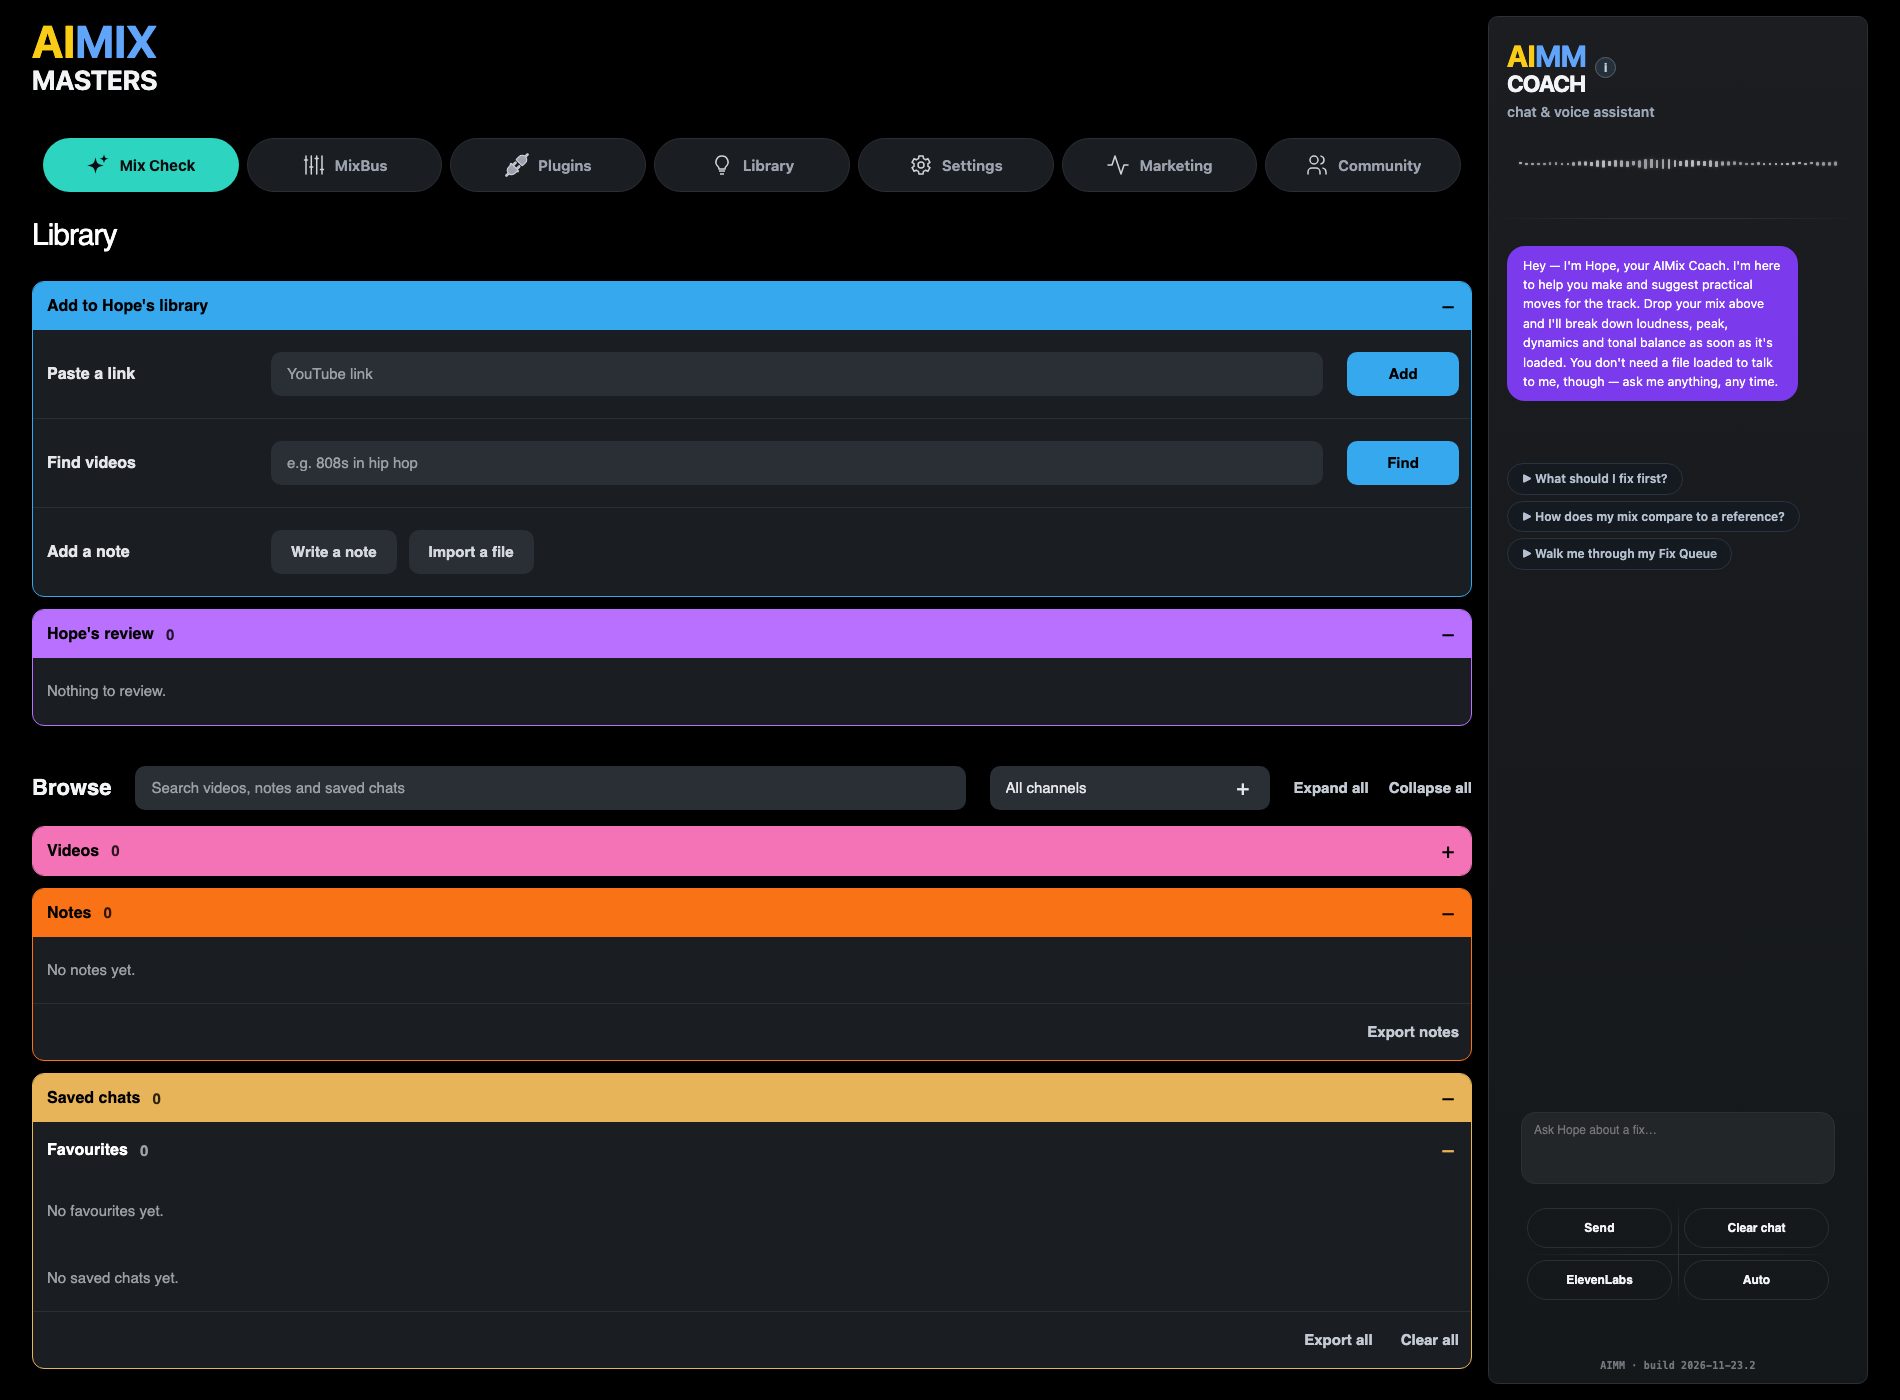 AIMIX
MASTERS
Mix Check
MixBus
Plugins
Library
Settings
Marketing
Community
Library
Add to Hope's library
Paste a link
YouTube link
Add
Find videos
e.g. 808s in hip hop
Find
Add a note
Write a note
Import a file
Hope's review 0
Nothing to review.
Browse
Search videos, notes and saved chats
All channels
Expand all
Collapse all
Videos 0
Notes 0
No notes yet.
Export notes
Saved chats 0
Favourites 0
No favourites yet.
No saved chats yet.
Export all
Clear all
AIMM
COACH
i
chat & voice assistant
Hey — I'm Hope, your AIMix Coach. I'm here
to help you make and suggest practical
moves for the track. Drop your mix above
and I'll break down loudness, peak,
dynamics and tonal balance as soon as it's
loaded. You don't need a file loaded to talk
to me, though — ask me anything, any time.
What should I fix first?
How does my mix compare to a reference?
Walk me through my Fix Queue
Ask Hope about a fix...
Send
Clear chat
ElevenLabs
Auto
AIMM · build 2026-11-23.2